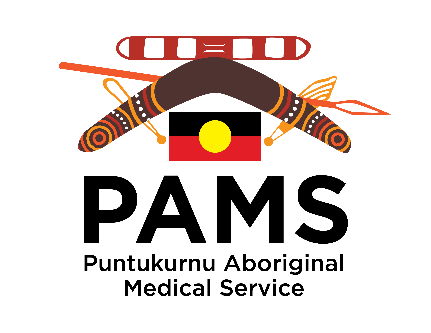 PAMS
Puntukurnu Aboriginal
Medical Service